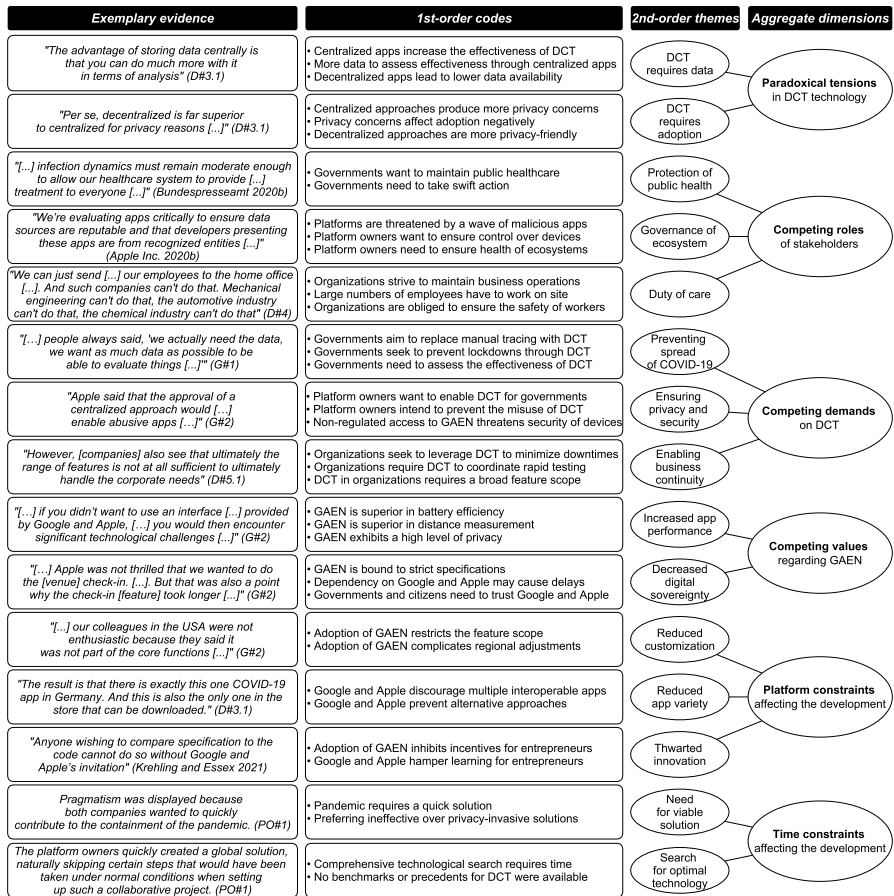 Exemplary evidence
1st-order codes
2nd-order themes
Aggregate dimensions
"The advantage of storing data centrally is
that you can do much more with it
in terms of analysis" (D#3.1)
• Centralized apps increase the effectiveness of DCT
• More data to assess effectiveness through centralized apps
• Decentralized apps lead to lower data availability
DCT
requires data
"Per se, decentralized is far superior
to centralized for privacy reasons [...]" (D#3.1)
• Centralized approaches produce more privacy concerns
• Privacy concerns affect adoption negatively
• Decentralized approaches are more privacy-friendly
DCT
requires
adoption
Paradoxical tensions
in DCT technology
"[...] infection dynamics must remain moderate enough
to allow our healthcare system to provide [...]
treatment to everyone [...]" (Bundespresseamt 2020b)
• Governments want to maintain public healthcare
• Governments need to take swift action
Protection of
public health
"We're evaluating apps critically to ensure data
sources are reputable and that developers presenting
these apps are from recognized entities [...]"
(Apple Inc. 2020b)
• Platforms are threatened by a wave of malicious apps
• Platform owners want to ensure control over devices
• Platform owners need to ensure health of ecosystems
Governance of
ecosystem
Competing roles
of stakeholders
"We can just send [...] our employees to the home office
[...]. And such companies can't do that. Mechanical
engineering can't do that, the automotive industry
can't do that, the chemical industry can't do that" (D#4)
• Organizations strive to maintain business operations
• Large numbers of employees have to work on site
• Organizations are obliged to ensure the safety of workers
Duty of care
"[…] people always said, 'we actually need the data,
we want as much data as possible to be
able to evaluate things [...]'" (G#1)
• Governments aim to replace manual tracing with DCT
• Governments seek to prevent lockdowns through DCT
• Governments need to assess the effectiveness of DCT
Preventing
spread
of COVID-19
"Apple said that the approval of a
centralized approach would […]
enable abusive apps […]" (G#2)
• Platform owners want to enable DCT for governments
• Platform owners intend to prevent the misuse of DCT
• Non-regulated access to GAEN threatens security of devices
Ensuring
privacy and
security
Competing demands
on DCT
"However, [companies] also see that ultimately the
range of features is not at all sufficient to ultimately
handle the corporate needs" (D#5.1)
• Organizations seek to leverage DCT to minimize downtimes
• Organizations require DCT to coordinate rapid testing
• DCT in organizations requires a broad feature scope
Enabling
business
continuity
"[…] if you didn't want to use an interface [...] provided
by Google and Apple, […] you would then encounter
significant technological challenges [...]" (G#2)
• GAEN is superior in battery efficiency
• GAEN is superior in distance measurement
• GAEN exhibits a high level of privacy
Increased app
performance
"[…] Apple was not thrilled that we wanted to do
the [venue] check-in. [...]. But that was also a point
why the check-in [feature] took longer [...]" (G#2)
• GAEN is bound to strict specifications
• Dependency on Google and Apple may cause delays
• Governments and citizens need to trust Google and Apple
Decreased
digital
sovereignty
Competing values
regarding GAEN
"[...] our colleagues in the USA were not
enthusiastic because they said it
was not part of the core functions [...]" (G#2)
• Adoption of GAEN restricts the feature scope
• Adoption of GAEN complicates regional adjustments
Reduced
customization
"The result is that there is exactly this one COVID-19
app in Germany. And this is also the only one in the
store that can be downloaded." (D#3.1)
• Google and Apple discourage multiple interoperable apps
• Google and Apple prevent alternative approaches
Reduced
app variety
Platform constraints
affecting the development
"Anyone wishing to compare specification to the
code cannot do so without Google and
Apple's invitation" (Krehling and Essex 2021)
• Adoption of GAEN inhibits incentives for entrepreneurs
• Google and Apple hamper learning for entrepreneurs
Thwarted
innovation
Pragmatism was displayed because
both companies wanted to quickly
contribute to the containment of the pandemic. (PO#1)
• Pandemic requires a quick solution
• Preferring ineffective over privacy-invasive solutions
Need
for viable
solution
The platform owners quickly created a global solution,
naturally skipping certain steps that would have been
taken under normal conditions when setting
up such a collaborative project. (PO#1)
• Comprehensive technological search requires time
• No benchmarks or precedents for DCT were available
Search
for optimal
technology
Time constraints
affecting the development